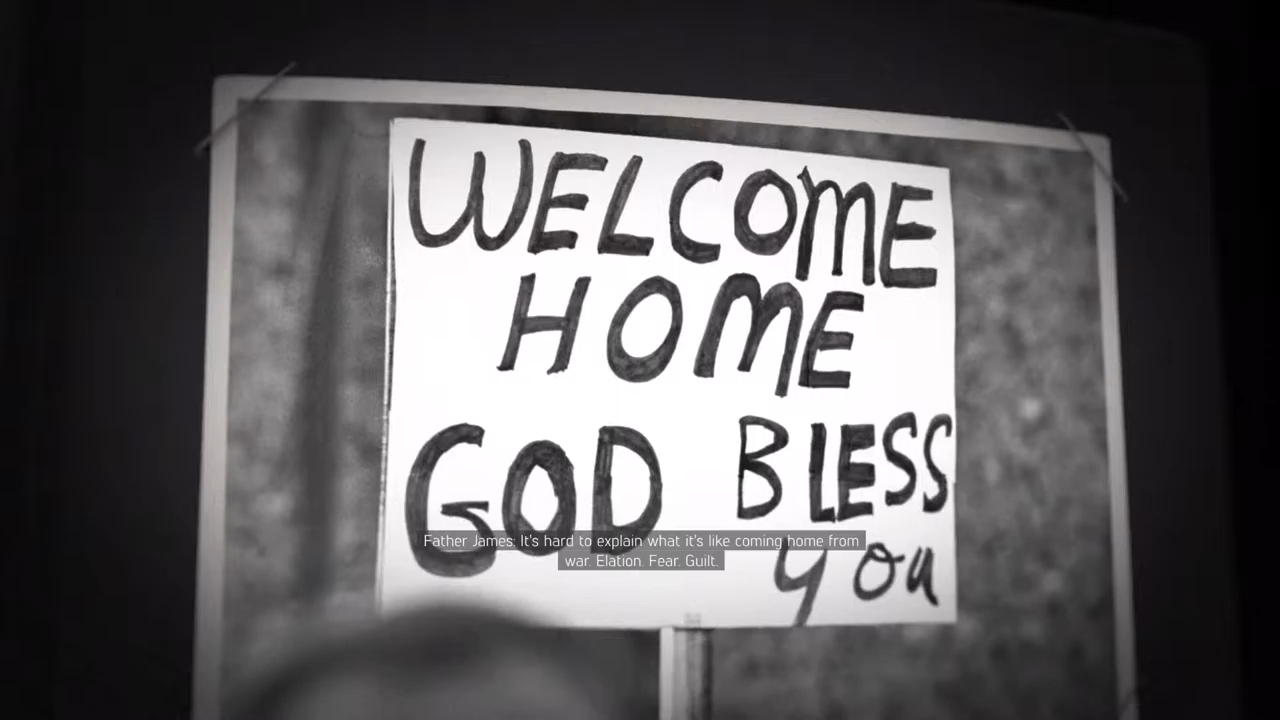 WELCOME
HOME
GOD BLESS
you
Father James: It's hard to explain what it's like coming home from
war. Elation. Fear. Guilt.